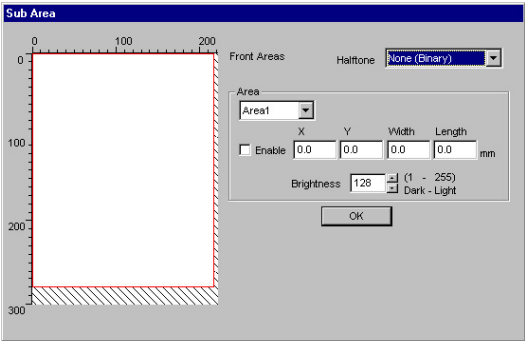 Sub Area
0 100 200
0
100
200
300
Front Areas
Halftone None (Binary)
Area
Area1
X Y Width Length
Enable 0.0 0.0 0.0 0.0 mm
Brightness 128 (1 - 255)
Dark - Light
OK